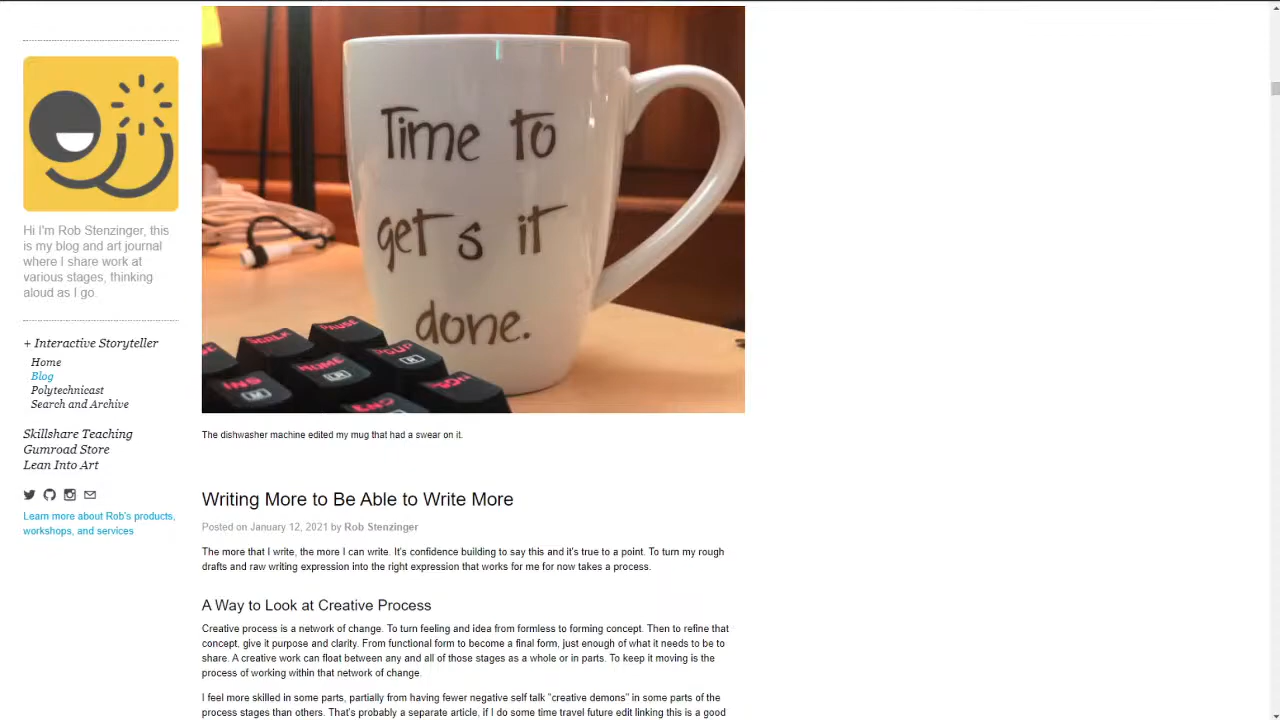 Time to
get s it
done.
PAUSE
HOME
PGUP
INS
END
The dishwasher machine edited my mug that had a swear on it.
Hi I'm Rob Stenzinger, this
is my blog and art journal
where I share work at
various stages, thinking
aloud as I go.
+ Interactive Storyteller
Home
Blog
Polytechnicast
Search and Archive
Skillshare Teaching
Gumroad Store
Lean Into Art
Learn more about Rob's products,
workshops, and services
Writing More to Be Able to Write More
Posted on January 12, 2021 by Rob Stenzinger
The more that I write, the more I can write. It's confidence building to say this and it's true to a point. To turn my rough
drafts and raw writing expression into the right expression that works for me for now takes a process.
A Way to Look at Creative Process
Creative process is a network of change. To turn feeling and idea from formless to forming concept. Then to refine that
concept, give it purpose and clarity. From functional form to become a final form, just enough of what it needs to be to
share. A creative work can float between any and all of those stages as a whole or in parts. To keep it moving is the
process of working within that network of change.
I feel more skilled in some parts, partially from having fewer negative self talk "creative demons" in some parts of the
process stages than others. That's probably a separate article, if I do some time travel future edit linking this is a good